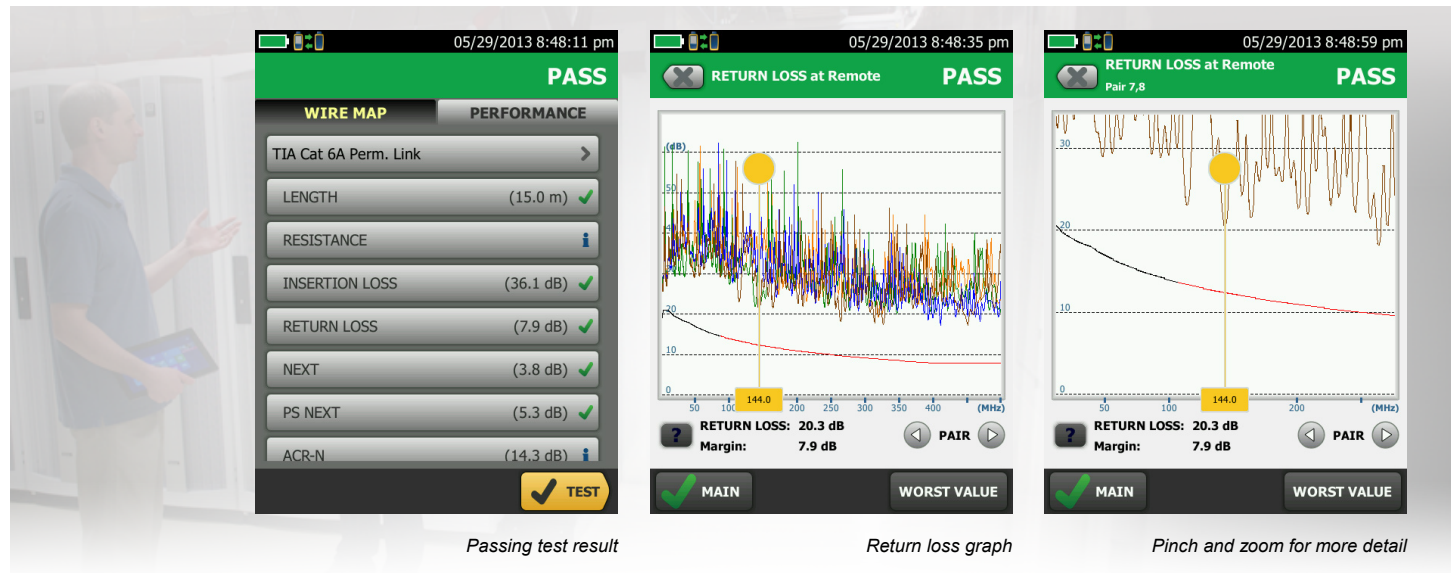 05/29/2013 8:48:11 pm
PASS
WIRE MAP
PERFORMANCE
TIA Cat 6A Perm. Link
LENGTH (15.0 m)
RESISTANCE
INSERTION LOSS (36.1 dB)
RETURN LOSS (7.9 dB)
NEXT (3.8 dB)
PS NEXT (5.3 dB)
ACR-N (14.3 dB)
TEST
Passing test result
05/29/2013 8:48:35 pm
RETURN LOSS at Remote
PASS
(dB)
50
20
10
0
144.0
50 200 250 300 350 400 (MHz)
RETURN LOSS: 20.3 dB
Margin: 7.9 dB
?
PAIR
MAIN
WORST VALUE
Return loss graph
05/29/2013 8:48:59 pm
RETURN LOSS at Remote
Pair 7,8
PASS
30
20
10
0
144.0
50 100 200 (MHz)
RETURN LOSS: 20.3 dB
Margin: 7.9 dB
?
PAIR
MAIN
WORST VALUE
Pinch and zoom for more detail